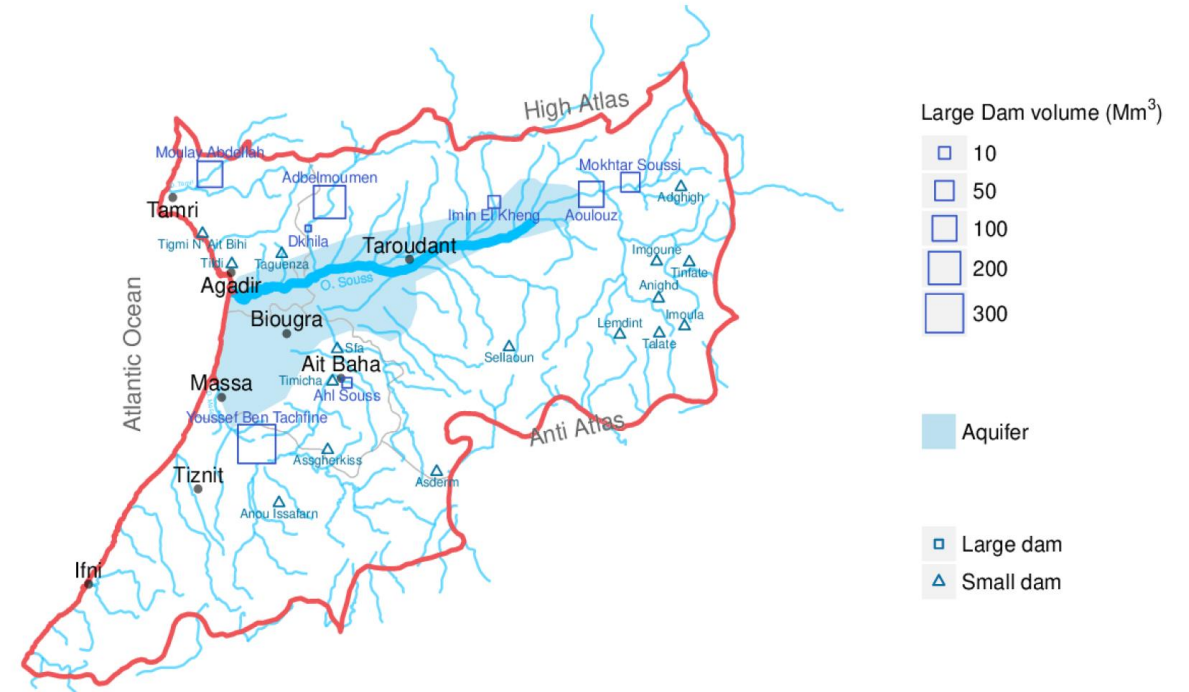 High Atlas
Moulay Abdellah
Adbelmoumen
Mokhtar Soussi
Adghigh
Tamri
Imin El Kheng
Aoulouz
Tigmi N' Ait Bihi
Dkhila
Taroudant
Tildi
Taguenza
Imgoune
Tinfate
Agadir
O. Souss
Anighd
Biougra
Imoula
Lemdint
Talate
Sfa
Sellaoun
Ait Baha
Timicha
Massa
Ahl Souss
Atlantic Ocean
Youssef Ben Tachfine
Anti Atlas
Assgherkiss
Tiznit
Asderm
Anou Issafarn
Ifni
Large Dam volume (Mm³)
10
50
100
200
300
Aquifer
Large dam
Small dam